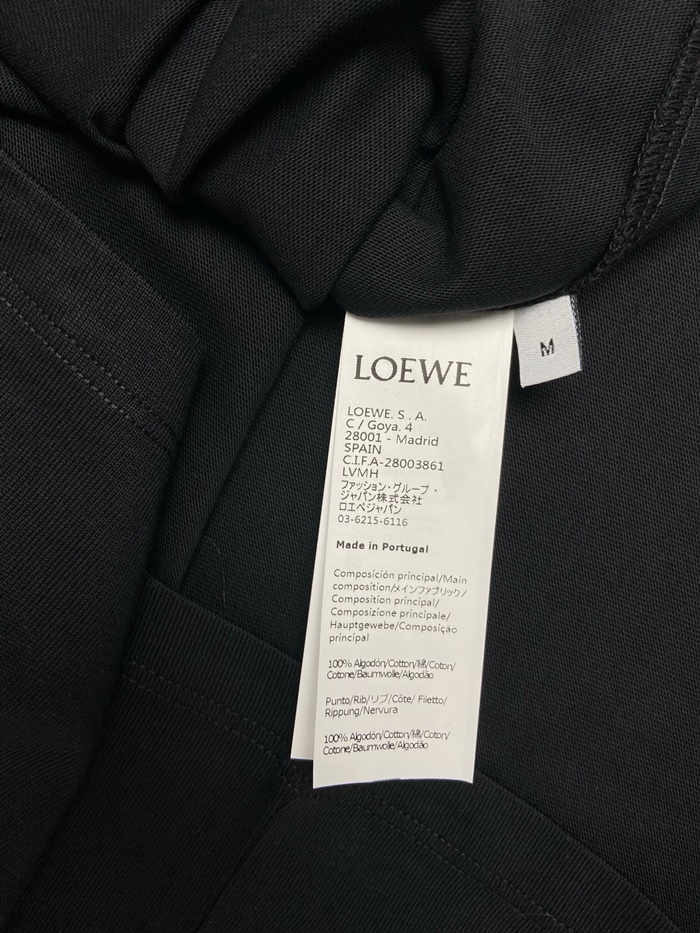 LOEWE
M
LOEWE. S . A.
C / Goya. 4
28001 - Madrid
SPAIN
C.I.F.A-28003861
LVMH
ファッション・グループ・
ジャパン株式会社
ロエベジャパン
03-6215-6116
Made in Portugal
Composición principal/Main
composition/メインファブリック/
Composition principal/
Composizione principale/
Hauptgewebe/Composição
principal
100% Algodón/Cotton/綿/Coton/
Cotone/Baumwolle/Algodão
Punto/Rib/リブ/Côte/ Filetto/
Rippung/Nervura
100% Algodón/Cotton/綿/Coton/
Cotone/Baumwolle/Algodão